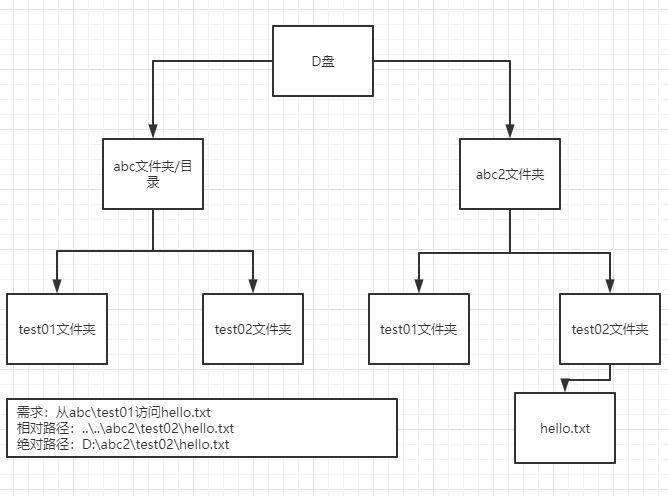 D盘
abc文件夹/目
录
abc2文件夹
test01文件夹
test02文件夹
test01文件夹
test02文件夹
hello.txt
需求：从abc\test01访问hello.txt
相对路径：..\..\abc2\test02\hello.txt
绝对路径：D:\abc2\test02\hello.txt